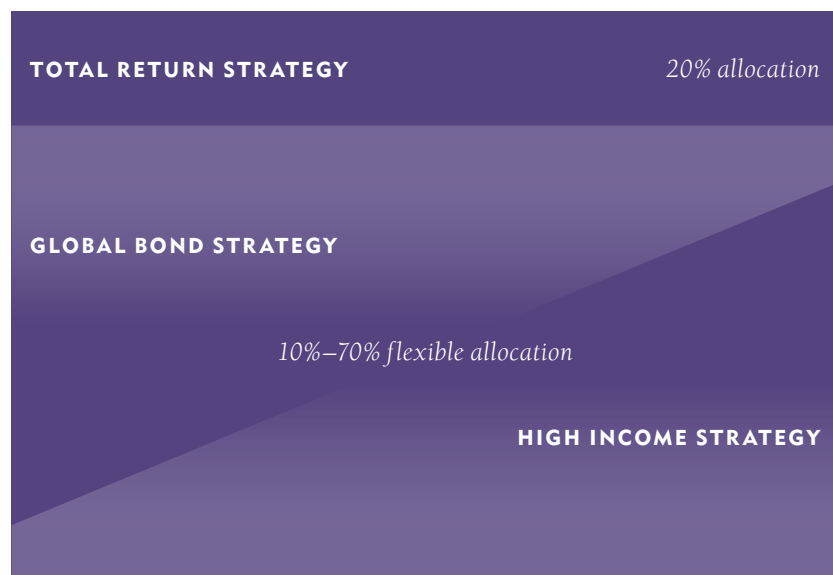 TOTAL RETURN STRATEGY 20% allocation
GLOBAL BOND STRATEGY
10%–70% flexible allocation
HIGH INCOME STRATEGY